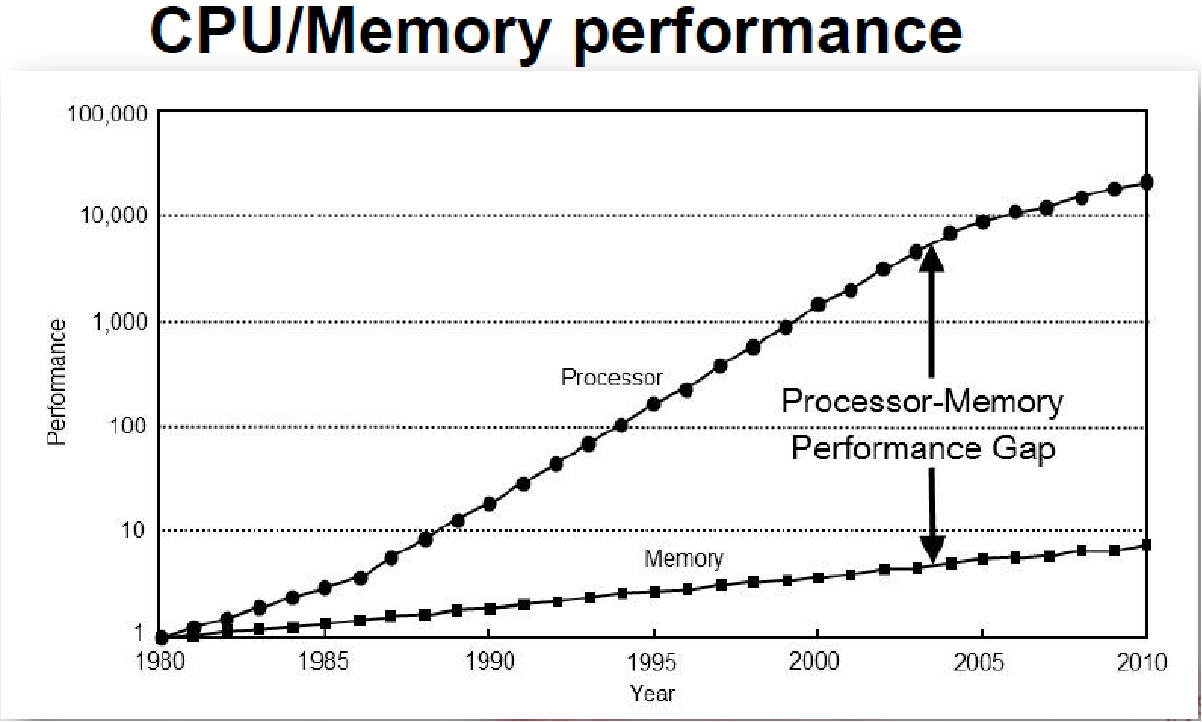 CPU/Memory performance
100,000
10,000
1,000
100
10
1
Performance
Processor
Processor-Memory
Performance Gap
Memory
1980 1985 1990 1995 2000 2005 2010
Year